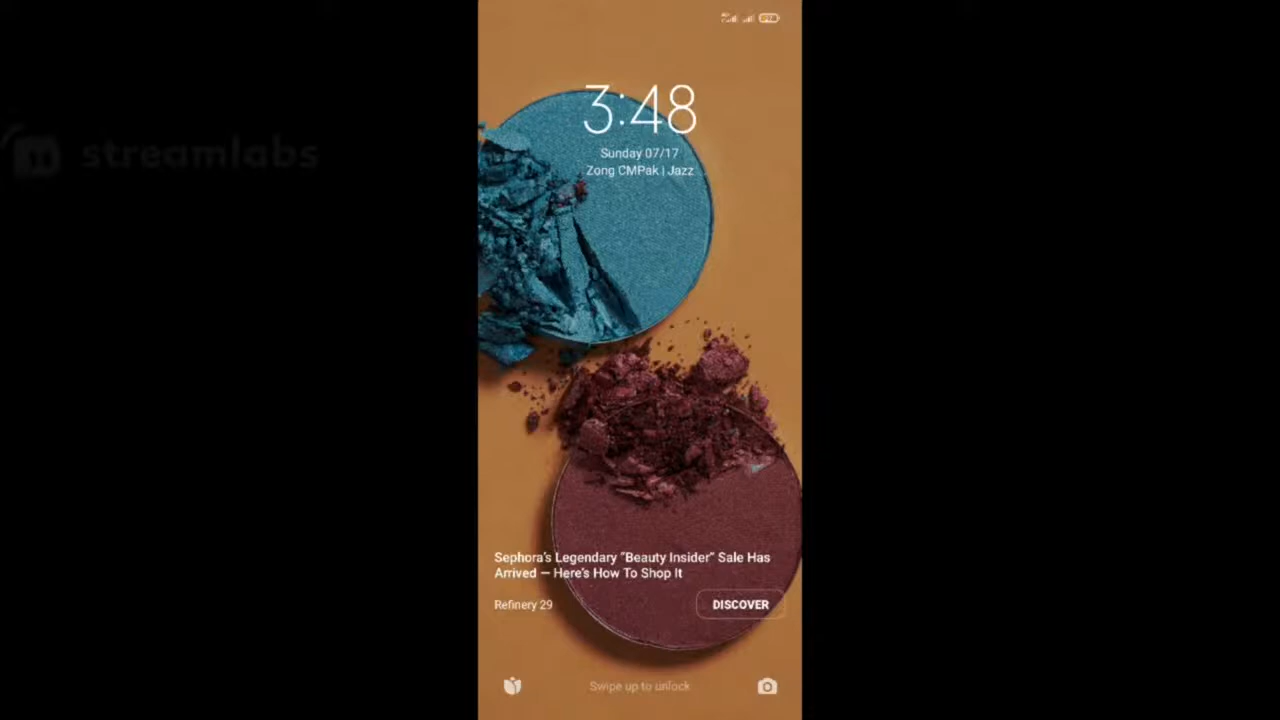 streamlabs
3:48
Sunday 07/17
Zong CMPak | Jazz
Sephora's Legendary “Beauty Insider” Sale Has
Arrived — Here's How To Shop It
Refinery 29
DISCOVER
Swipe up to unlock